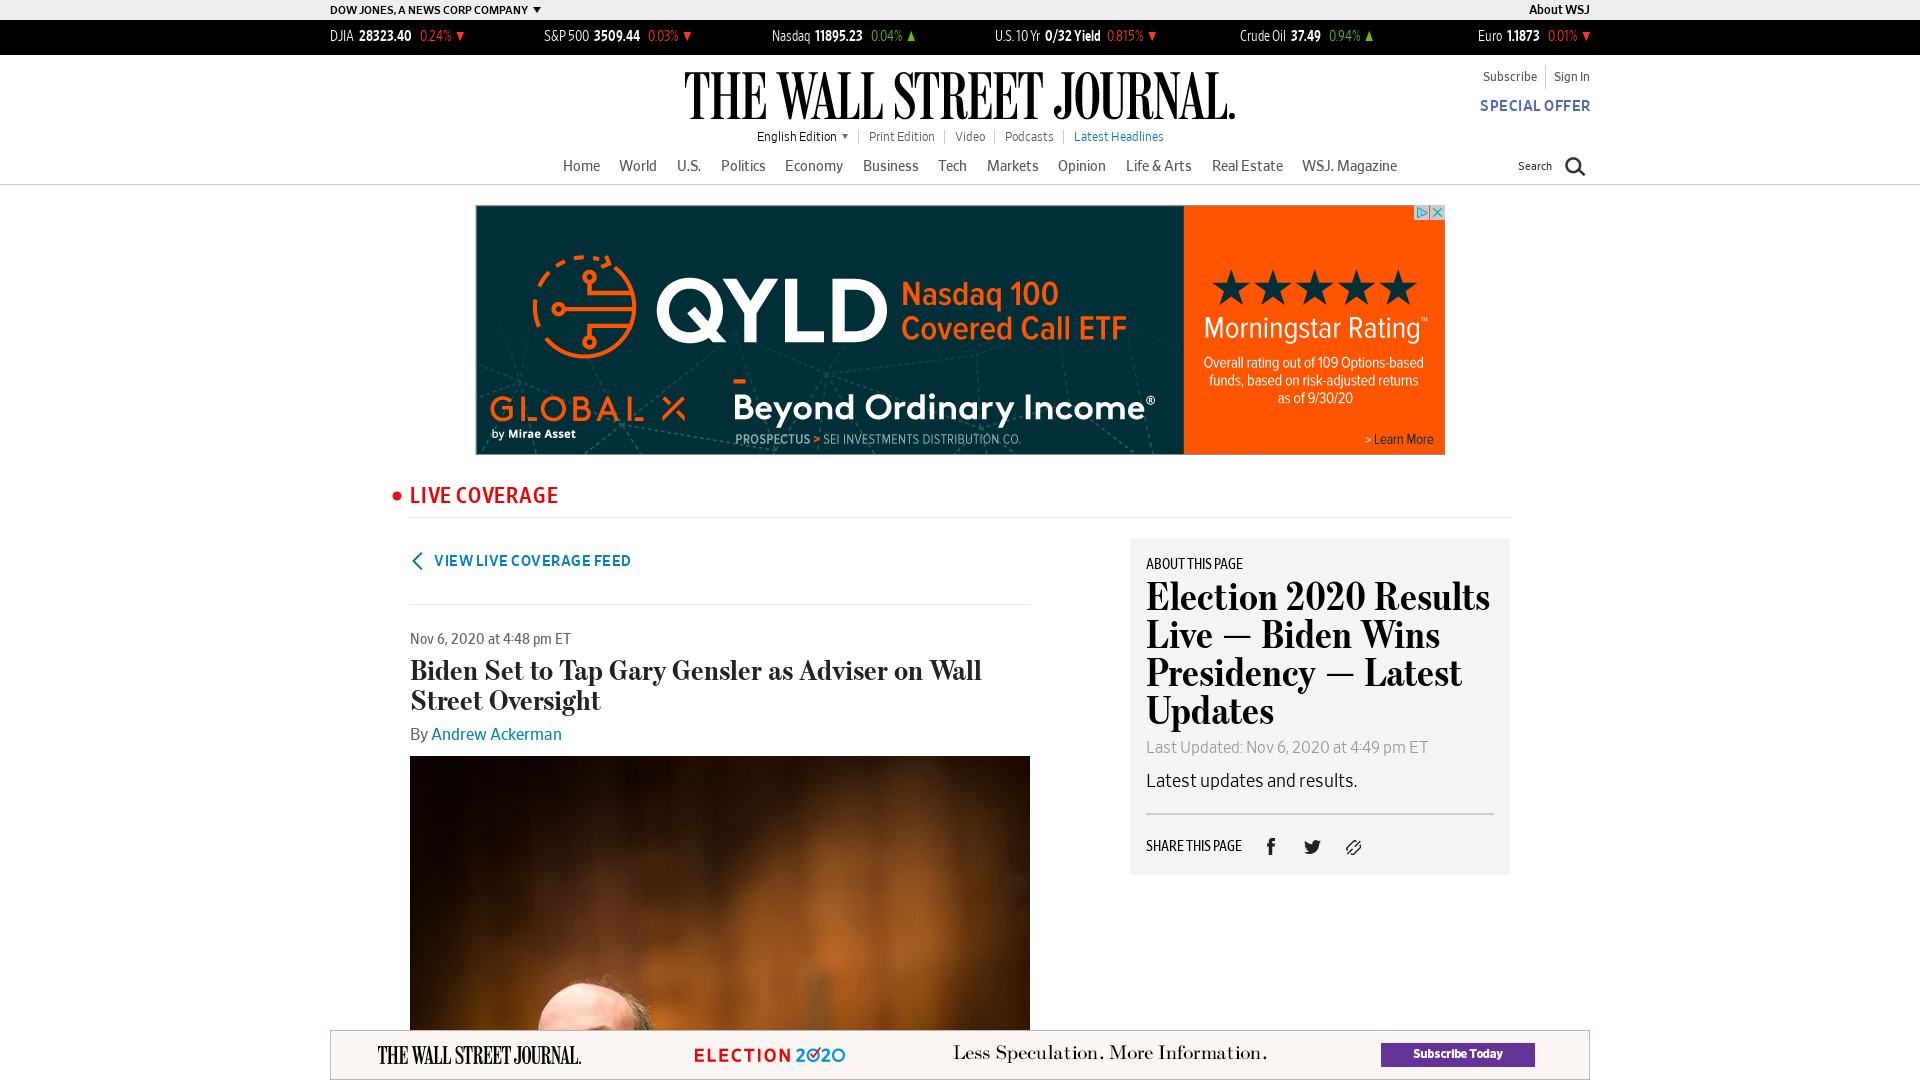 DOW JONES, A NEWS CORP COMPANY
About WSJ
DJIA 28323.40 0.24%
S&P 500 3509.44 0.03%
Nasdaq 11895.23 0.04%
U.S. 10 Yr 0/32 Yield 0.815%
Crude Oil 37.49 0.94%
Euro 1.1873 0.01%
THE WALL STREET JOURNAL.
Subscribe
Sign In
SPECIAL OFFER
English Edition
Print Edition
Video
Podcasts
Latest Headlines
Home
World
U.S.
Politics
Economy
Business
Tech
Markets
Opinion
Life & Arts
Real Estate
WSJ. Magazine
Search
QYLD
Nasdaq 100
Covered Call ETF
GLOBAL X
by Mirae Asset
Beyond Ordinary Income®
PROSPECTUS > SEI INVESTMENTS DISTRIBUTION CO.
Morningstar Rating™
Overall rating out of 109 Options-based
funds, based on risk-adjusted returns
as of 9/30/20
> Learn More
LIVE COVERAGE
VIEW LIVE COVERAGE FEED
Nov 6, 2020 at 4:48 pm ET
Biden Set to Tap Gary Gensler as Adviser on Wall
Street Oversight
By Andrew Ackerman
ABOUT THIS PAGE
Election 2020 Results
Live — Biden Wins
Presidency — Latest
Updates
Last Updated: Nov 6, 2020 at 4:49 pm ET
Latest updates and results.
SHARE THIS PAGE
THE WALL STREET JOURNAL.
ELECTION 2020
Less Speculation. More Information.
Subscribe Today